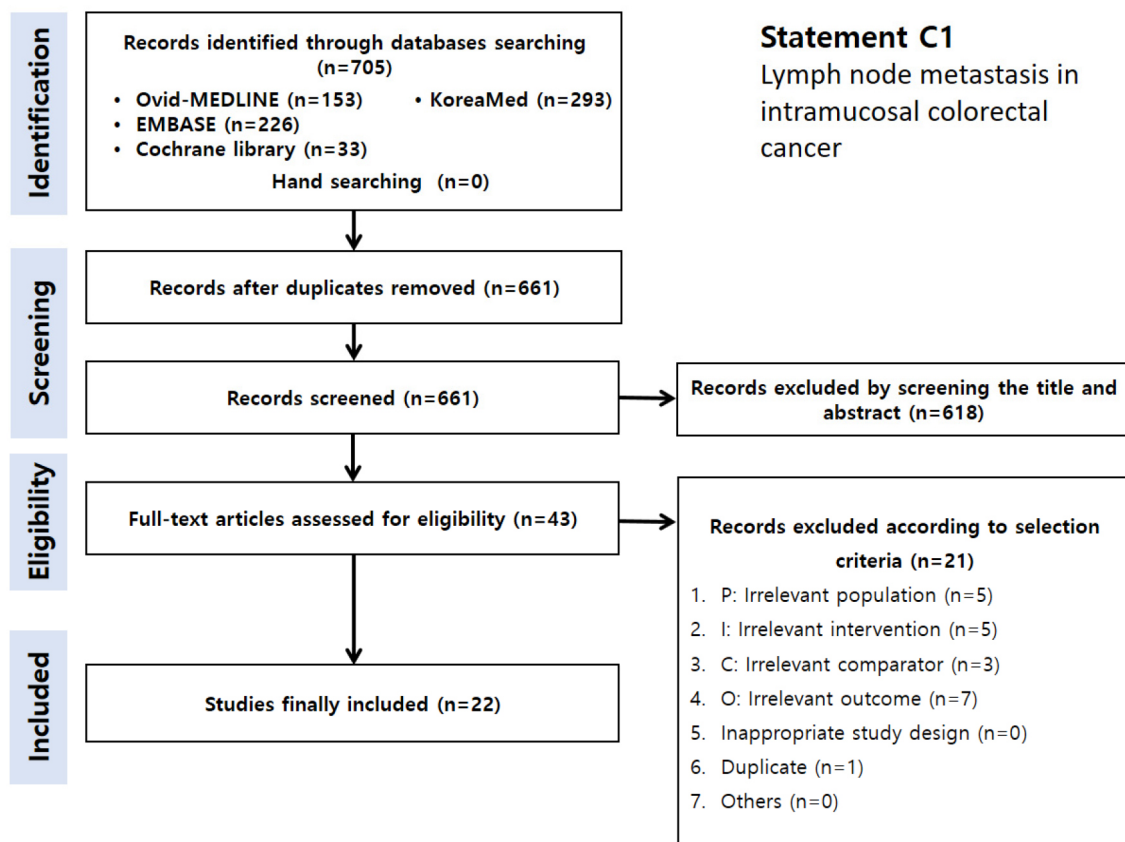 Statement C1
Lymph node metastasis in
intramucosal colorectal
cancer
Identification
Records identified through databases searching
(n=705)
• Ovid-MEDLINE (n=153) • KoreaMed (n=293)
• EMBASE (n=226)
• Cochrane library (n=33)
Hand searching (n=0)
Screening
Records after duplicates removed (n=661)
Records screened (n=661)
Records excluded by screening the title and
abstract (n=618)
Eligibility
Full-text articles assessed for eligibility (n=43)
Records excluded according to selection
criteria (n=21)
1. P: Irrelevant population (n=5)
2. I: Irrelevant intervention (n=5)
3. C: Irrelevant comparator (n=3)
4. O: Irrelevant outcome (n=7)
5. Inappropriate study design (n=0)
6. Duplicate (n=1)
7. Others (n=0)
Included
Studies finally included (n=22)